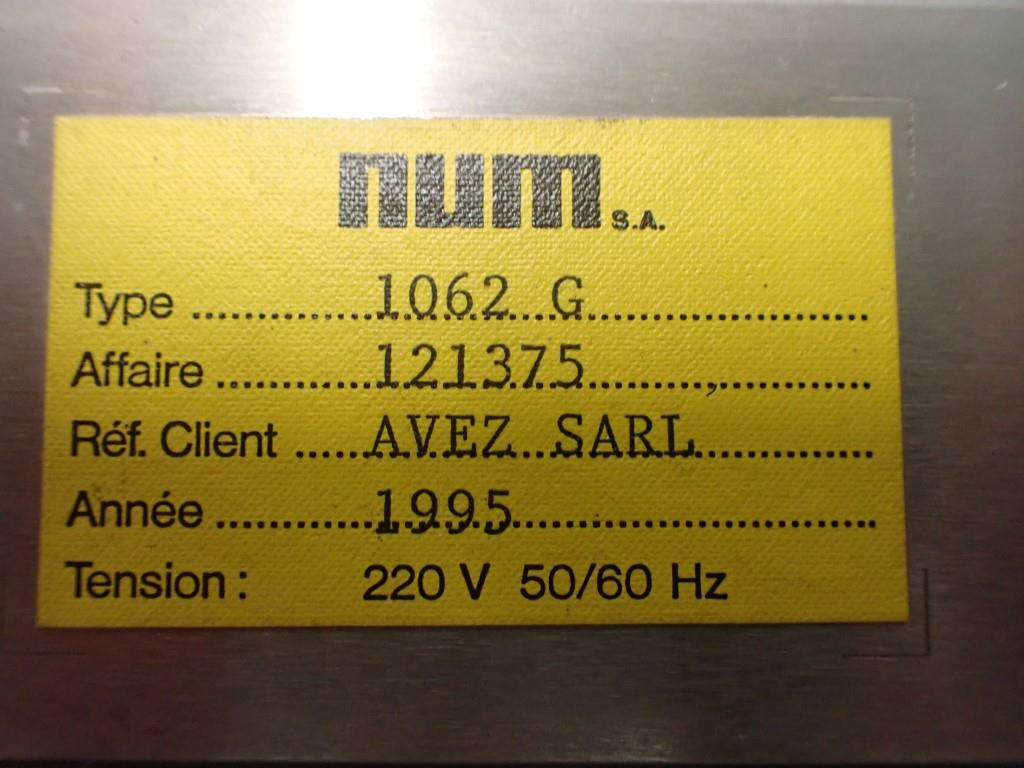 num S.A.
Type ..................1062 G..........................
Affaire ................121375..........................
Réf. Client .....AVEZ SARL..............
Année ................1995..............................
Tension : 220 V 50/60 Hz